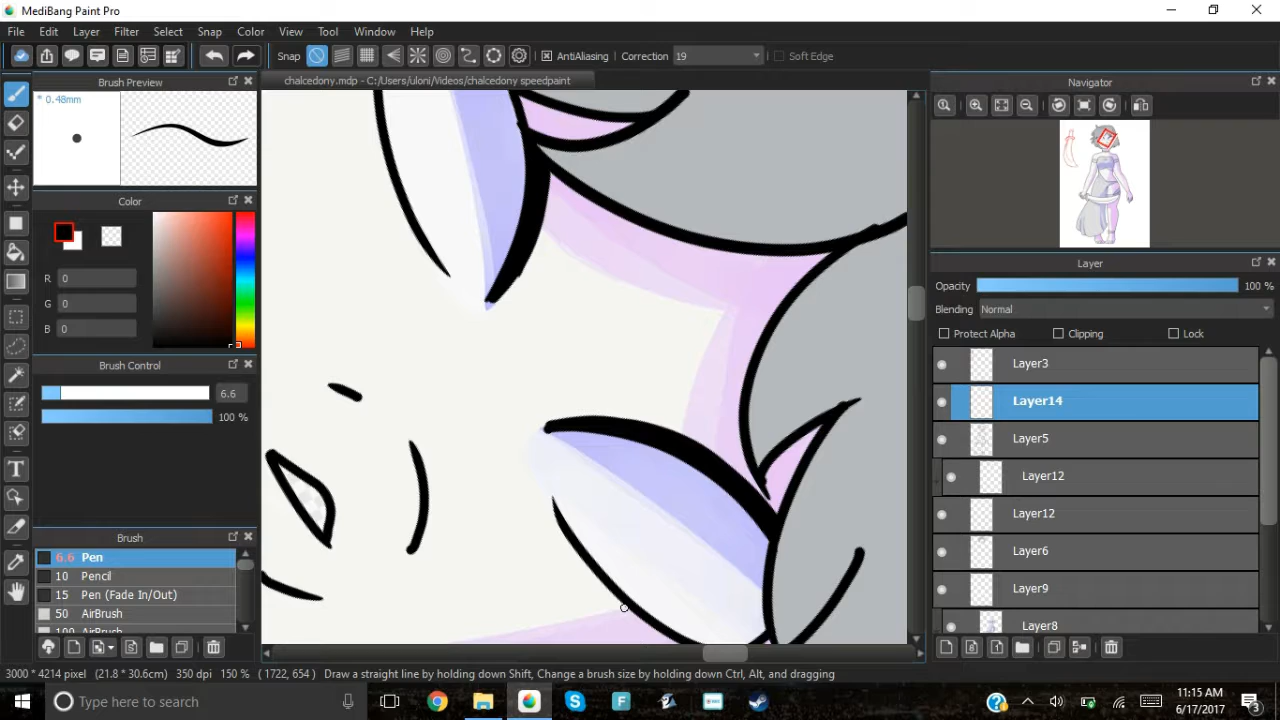 MediBang Paint Pro
File Edit Layer Filter Select Snap Color View Tool Window Help
Snap AntiAliasing Correction 19 Soft Edge
Brush Preview
chalcedony.mdp - C:/Users/uloni/Videos/chalcedony speedpaint
Navigator
* 0.48mm
Color
R 0
G 0
B 0
Layer
Opacity 100 %
Blending Normal
Protect Alpha Clipping Lock
Layer3
Layer14
Layer5
Layer12
Layer12
Layer6
Layer9
Layer8
Brush Control
6.6
100 %
Brush
6.6 Pen
10 Pencil
15 Pen (Fade In/Out)
50 AirBrush
100 AirBrush
3000 * 4214 pixel (21.8 * 30.6cm) 350 dpi 150 % ( 1722, 654 ) Draw a straight line by holding down Shift, Change a brush size by holding down Ctrl, Alt, and dragging
Type here to search
11:15 AM
6/17/2017
3